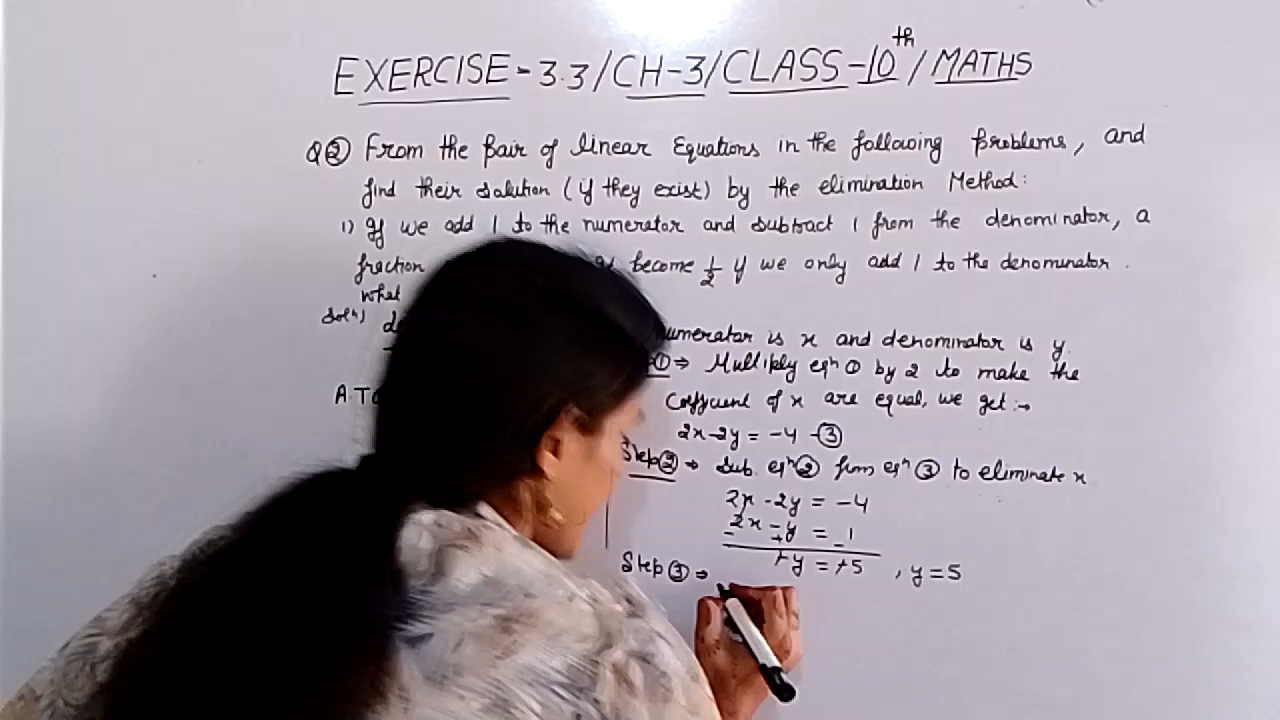 EXERCISE - 3.3 / CH-3 / CLASS - 10th / MATHS
Q② From the Pair of linear Equations in the following Problems, and
find their solution (if they exist) by the elimination Method:
1) If we add 1 to the numerator and subtract 1 from the denominator, a
fraction become 1/2 if we only add 1 to the denominator.
what
Solⁿ)
numerator is x and denominator is y.
① ⇒ Multiply eqⁿ ① by 2 to make the
A.T
Coefficient of x are equal, we get :→
2x-2y = -4 -③
Step② → Sub eqⁿ② from eqⁿ ③ to eliminate x
2x - 2y = -4
2x - y = 1
- + -
+y = +5 , y = 5
Step ③ ⇒